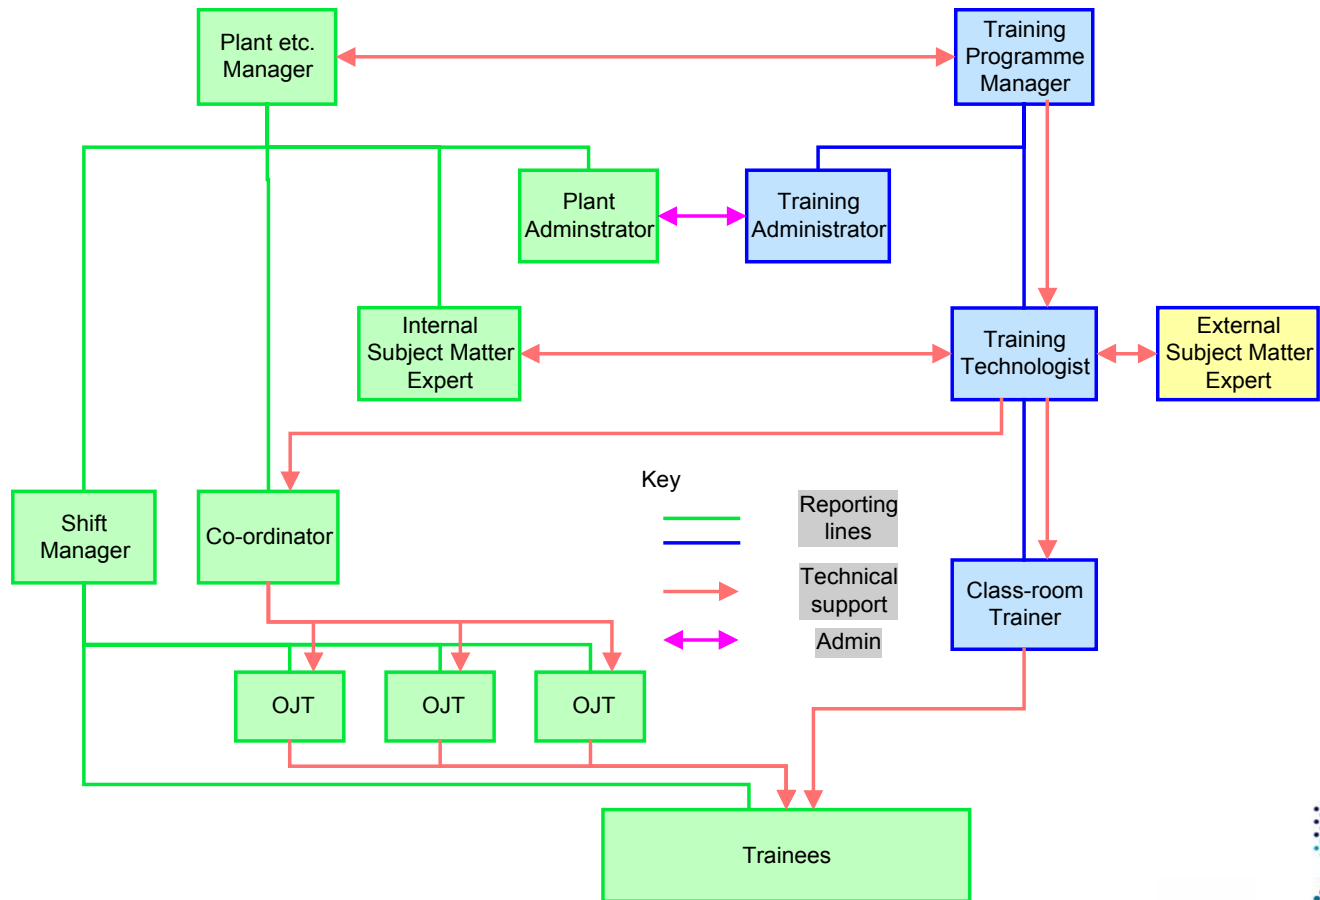 Plant etc.
Manager
Training
Programme
Manager
Plant
Adminstrator
Training
Administrator
Internal
Subject Matter
Expert
Training
Technologist
External
Subject Matter
Expert
Shift
Manager
Co-ordinator
Key
Reporting
lines
Technical
support
Admin
Class-room
Trainer
OJT
OJT
OJT
Trainees